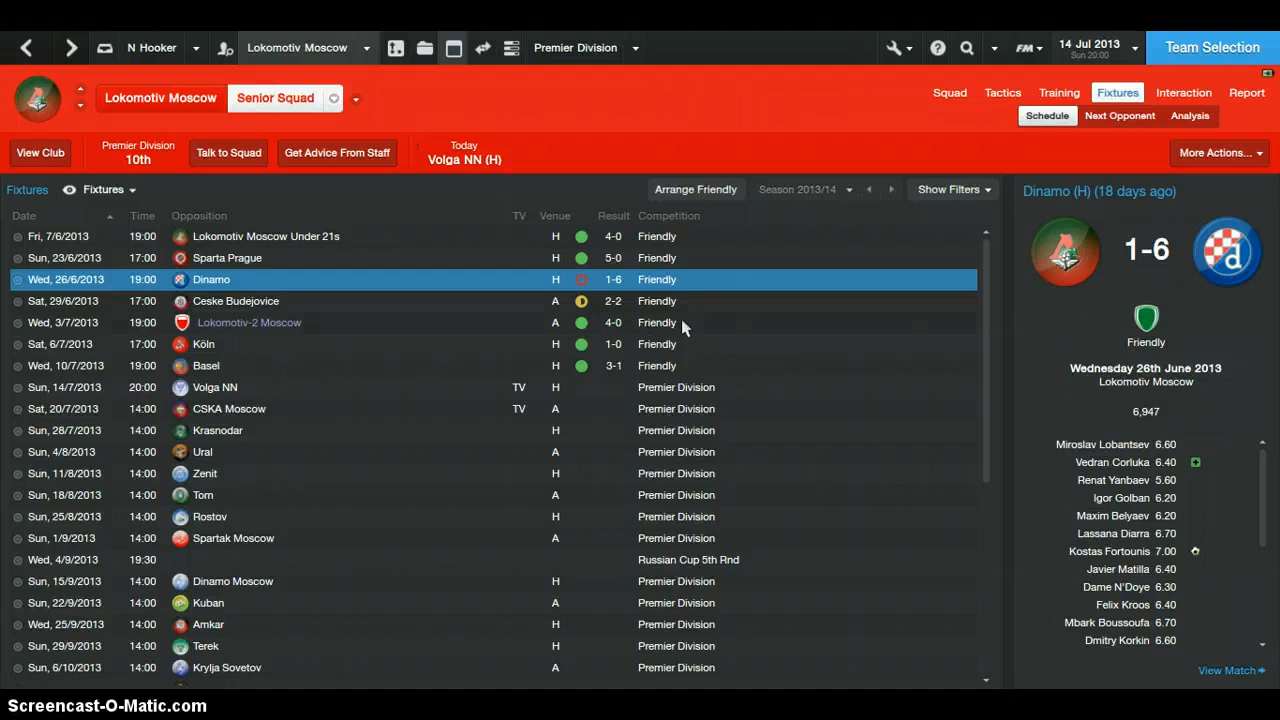 N Hooker Lokomotiv Moscow Premier Division FM 14 Jul 2013 Sun 20:00 Team Selection
Lokomotiv Moscow Senior Squad
Squad Tactics Training Fixtures Interaction Report
Schedule Next Opponent Analysis
View Club Premier Division 10th Talk to Squad Get Advice From Staff Today Volga NN (H) More Actions...
Fixtures Fixtures Arrange Friendly Season 2013/14 Show Filters
Date Time Opposition TV Venue Result Competition
Fri, 7/6/2013 19:00 Lokomotiv Moscow Under 21s H 4-0 Friendly
Sun, 23/6/2013 17:00 Sparta Prague H 5-0 Friendly
Wed, 26/6/2013 19:00 Dinamo H 1-6 Friendly
Sat, 29/6/2013 17:00 Ceske Budejovice A 2-2 Friendly
Wed, 3/7/2013 19:00 Lokomotiv-2 Moscow A 4-0 Friendly
Sat, 6/7/2013 17:00 Köln H 1-0 Friendly
Wed, 10/7/2013 19:00 Basel H 3-1 Friendly
Sun, 14/7/2013 20:00 Volga NN TV H Premier Division
Sat, 20/7/2013 14:00 CSKA Moscow TV A Premier Division
Sun, 28/7/2013 14:00 Krasnodar H Premier Division
Sun, 4/8/2013 14:00 Ural A Premier Division
Sun, 11/8/2013 14:00 Zenit H Premier Division
Sun, 18/8/2013 14:00 Tom A Premier Division
Sun, 25/8/2013 14:00 Rostov H Premier Division
Sun, 1/9/2013 14:00 Spartak Moscow A Premier Division
Wed, 4/9/2013 19:30 Russian Cup 5th Rnd
Sun, 15/9/2013 14:00 Dinamo Moscow H Premier Division
Sun, 22/9/2013 14:00 Kuban A Premier Division
Wed, 25/9/2013 14:00 Amkar A Premier Division
Sun, 29/9/2013 14:00 Terek H Premier Division
Sun, 6/10/2013 14:00 Krylja Sovetov A Premier Division
Dinamo (H) (18 days ago)
1-6
Friendly
Wednesday 26th June 2013
Lokomotiv Moscow
6,947
Miroslav Lobantsev 6.60
Vedran Corluka 6.40
Renat Yanbaev 5.60
Igor Golban 6.20
Maxim Belyaev 6.20
Lassana Diarra 6.70
Kostas Fortounis 7.00
Javier Matilla 6.40
Dame N'Doye 6.30
Felix Kroos 6.40
Mbark Boussoufa 6.70
Dmitry Korkin 6.60
View Match
Screencast-O-Matic.com